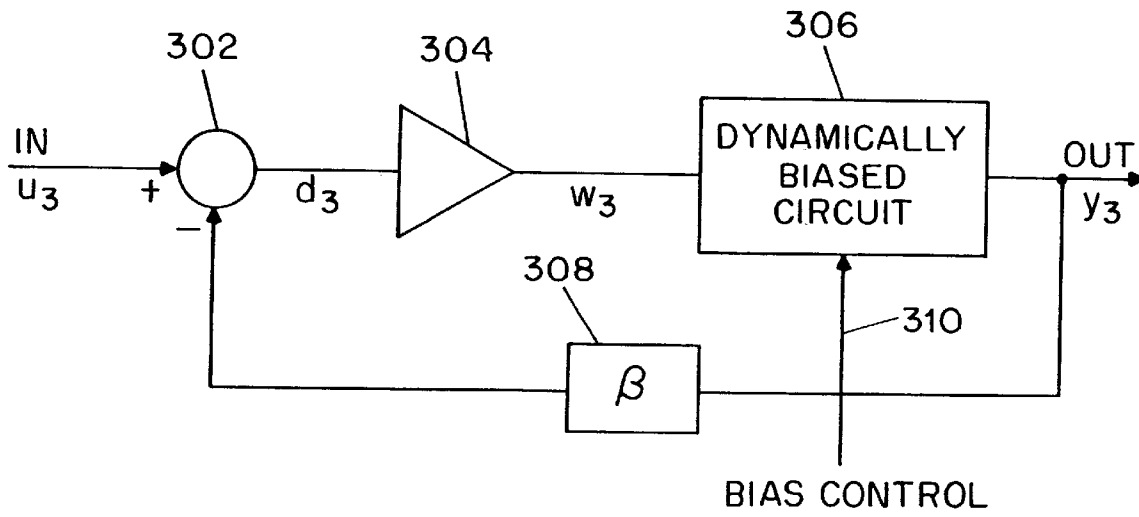 302
304
306
IN
u3
+
−
d3
w3
DYNAMICALLY
BIASED
CIRCUIT
OUT
y3
308
β
310
BIAS CONTROL